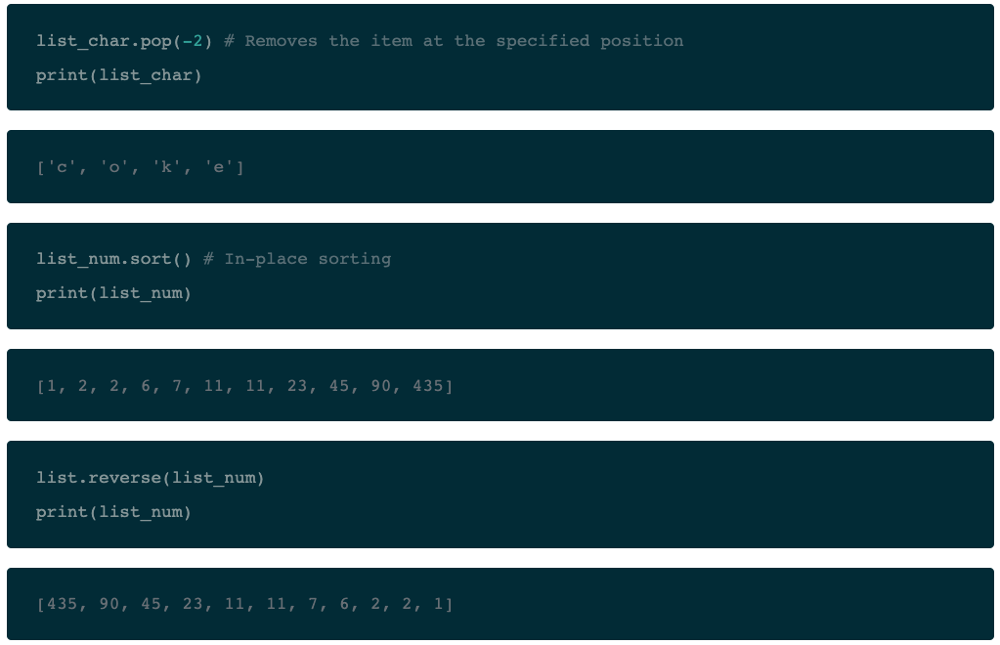 list_char.pop(-2) # Removes the item at the specified position
print(list_char)
['c', 'o', 'k', 'e']
list_num.sort() # In-place sorting
print(list_num)
[1, 2, 2, 6, 7, 11, 11, 23, 45, 90, 435]
list.reverse(list_num)
print(list_num)
[435, 90, 45, 23, 11, 11, 7, 6, 2, 2, 1]